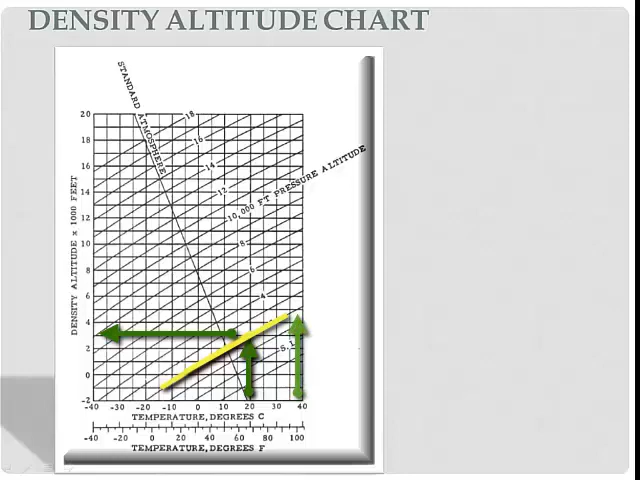 DENSITY ALTITUDE CHART
STANDARD ATMOSPHERE
DENSITY ALTITUDE x 1000 FEET
20
18
16
14
12
10
8
6
4
2
0
-2
18
16
14
12
10,000 FT PRESSURE ALTITUDE
8
6
4
S.L
-40 -30 -20 -10 0 10 20 30 40
TEMPERATURE, DEGREES C
-40 -20 0 20 40 60 80 100
TEMPERATURE, DEGREES F